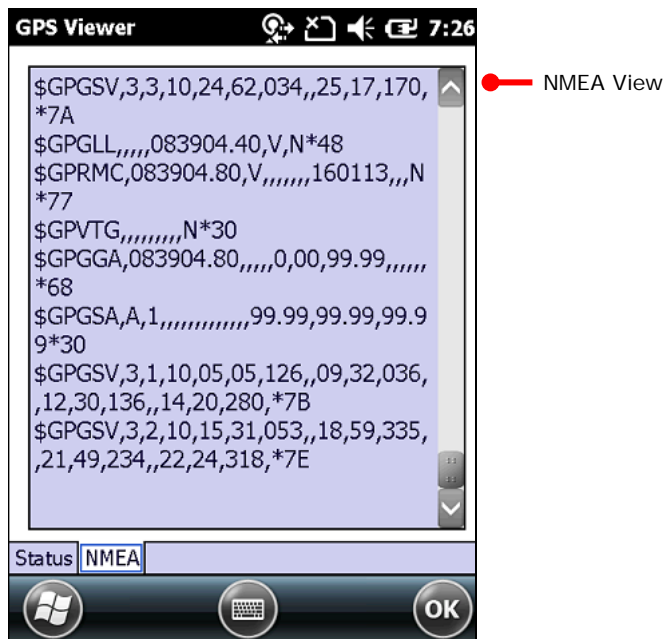 GPS Viewer 7:26
$GPGSV,3,3,10,24,62,034,,25,17,170,
*7A
$GPGLL,,,,,083904.40,V,N*48
$GPRMC,083904.80,V,,,,,,,160113,,,N
*77
$GPVTG,,,,,,,,,N*30
$GPGGA,083904.80,,,,,0,00,99.99,,,,,,
*68
$GPGSA,A,1,,,,,,,,,,,,,99.99,99.99,99.9
9*30
$GPGSV,3,1,10,05,05,126,,09,32,036,
,12,30,136,,14,20,280,*7B
$GPGSV,3,2,10,15,31,053,,18,59,335,
,21,49,234,,22,24,318,*7E
NMEA View
Status NMEA
OK